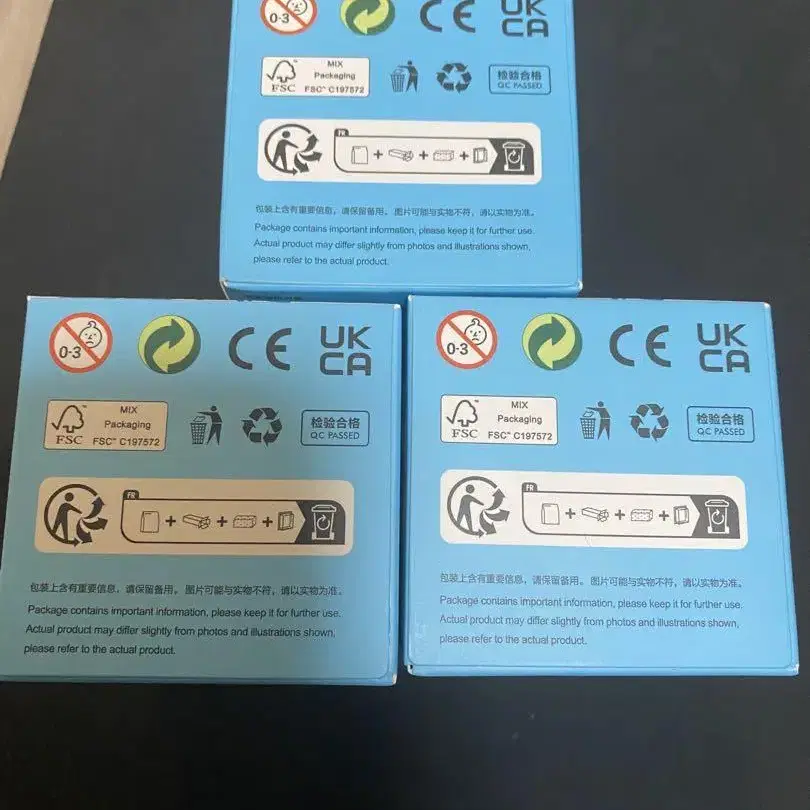 0-3
CE
UK
CA
MIX
Packaging
FSC™ C197572
FSC
检验合格
QC PASSED
FR
包装上含有重要信息，请保留备用。 图片可能与实物不符，请以实物为准。
Package contains important information, please keep it for further use.
Actual product may differ slightly from photos and illustrations shown,
please refer to the actual product.
0-3
CE
UK
CA
MIX
Packaging
FSC™ C197572
FSC
检验合格
QC PASSED
FR
包装上含有重要信息，请保留备用。 图片可能与实物不符，请以实物为准。
Package contains important information, please keep it for further use.
Actual product may differ slightly from photos and illustrations shown,
please refer to the actual product.
0-3
CE
UK
CA
MIX
Packaging
FSC™ C197572
FSC
检验合格
QC PASSED
FR
包装上含有重要信息，请保留备用。 图片可能与实物不符，请以实物为准。
Package contains important information, please keep it for further use.
Actual product may differ slightly from photos and illustrations shown,
please refer to the actual product.